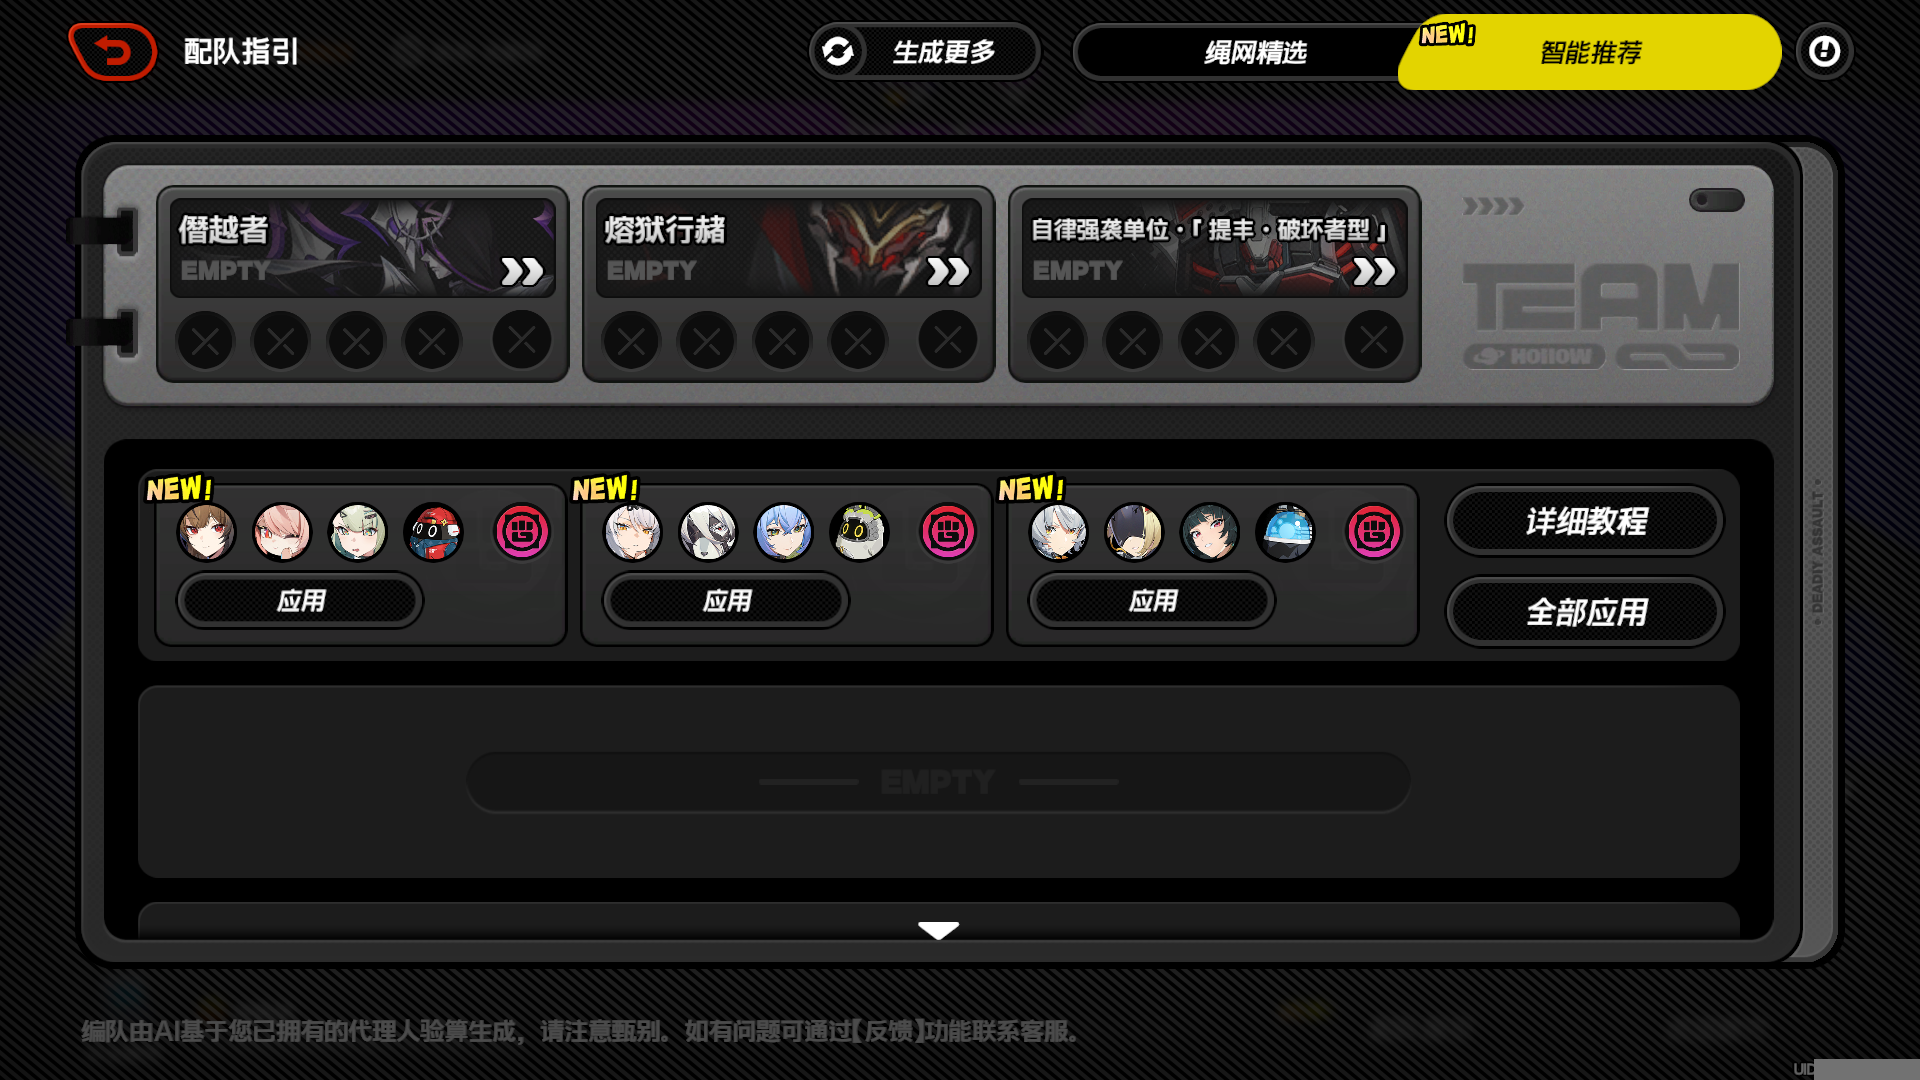 配队指引
生成更多
绳网精选
NEW!
智能推荐
僭越者
EMPTY
熔狱行赭
EMPTY
自律强袭单位·「提丰·破坏者型」
EMPTY
TEAM
HOLLOW
NEW!
NEW!
NEW!
应用
应用
应用
详细教程
全部应用
DEADLY ASSAULT
EMPTY
编队由AI基于您已拥有的代理人验算生成，请注意甄别。如有问题可通过【反馈】功能联系客服。
UID